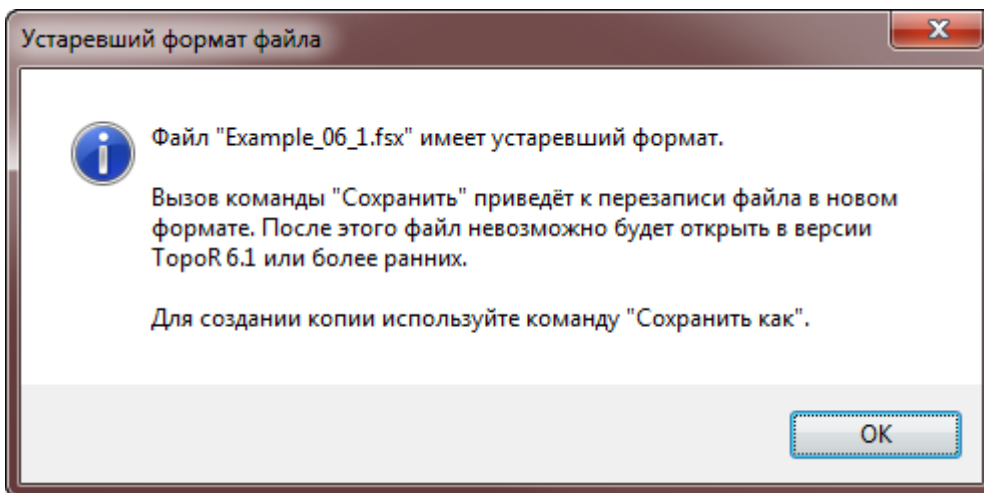 Устаревший формат файла
Файл "Example_06_1.fsx" имеет устаревший формат.
Вызов команды "Сохранить" приведёт к перезаписи файла в новом
формате. После этого файл невозможно будет открыть в версии
TopoR 6.1 или более ранних.
Для создании копии используйте команду "Сохранить как".
OK